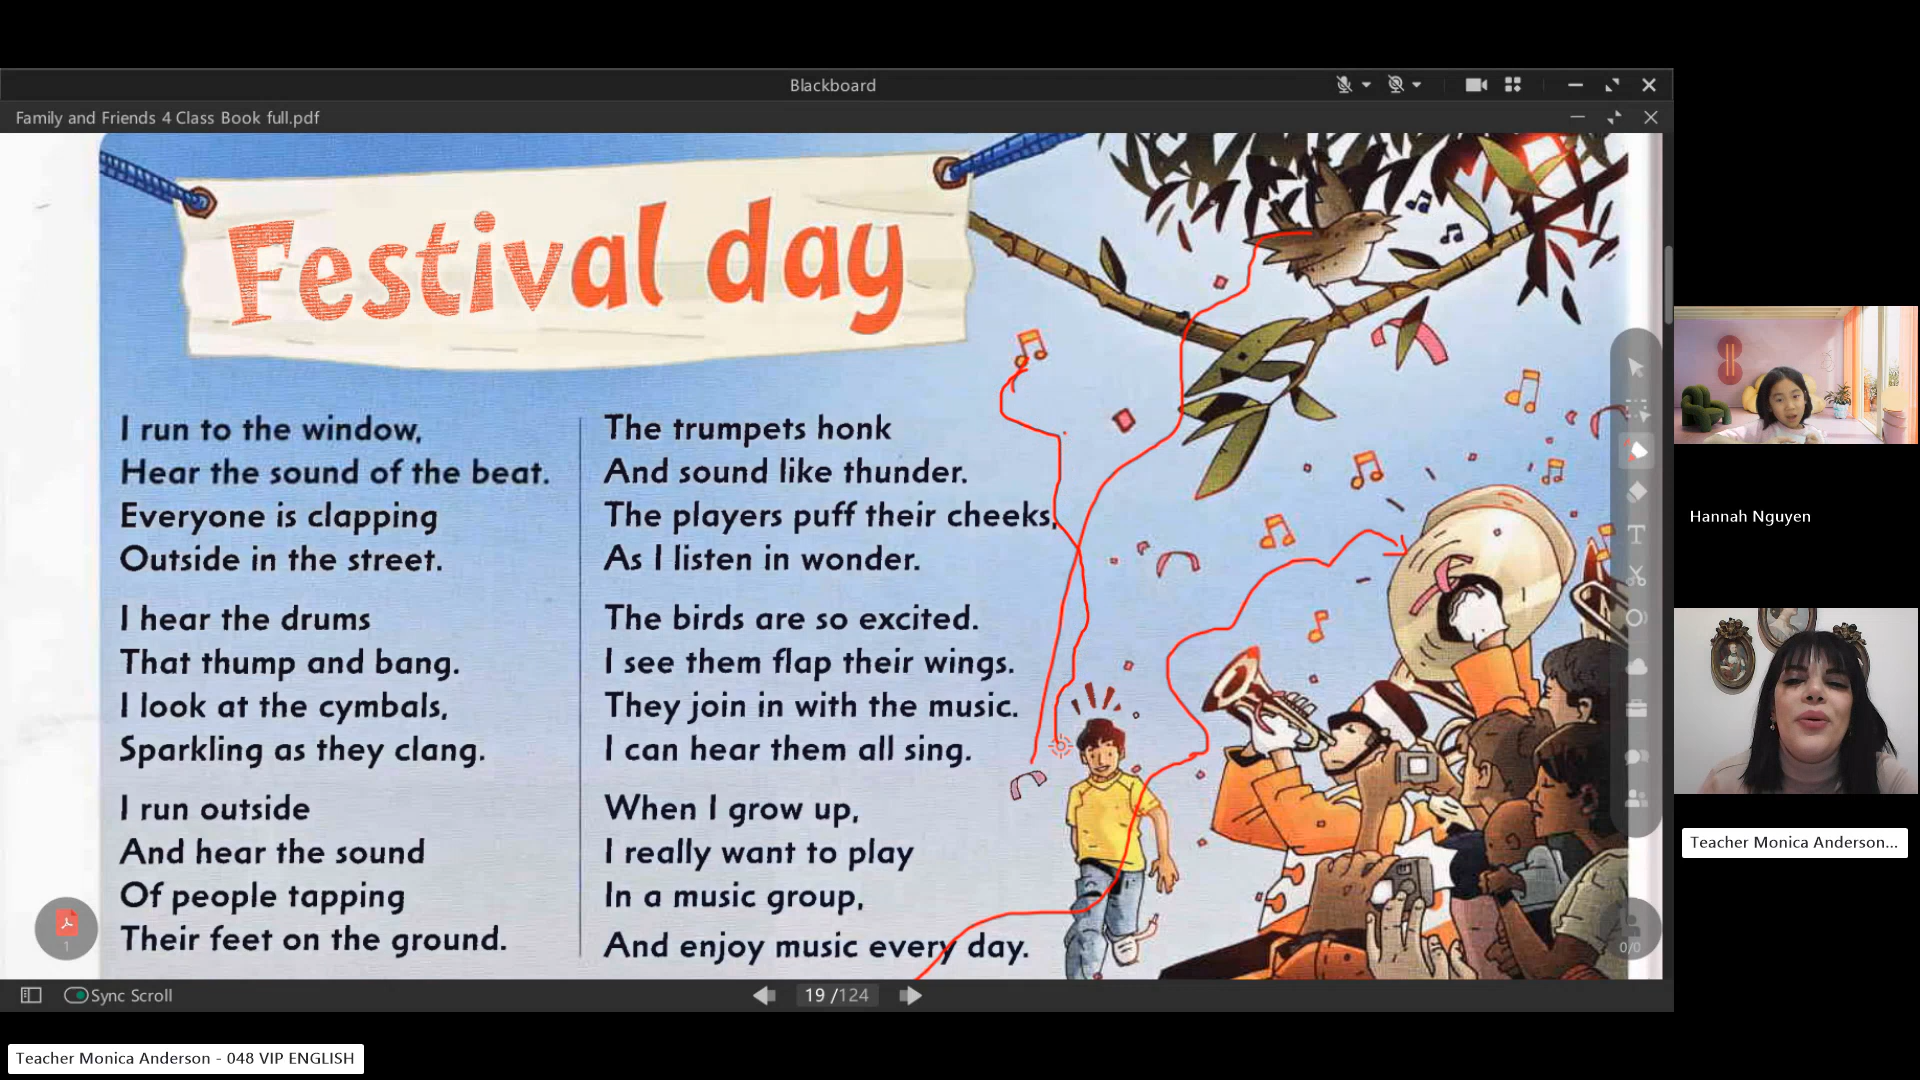 Blackboard
Family and Friends 4 Class Book full.pdf
Festival day
I run to the window,
Hear the sound of the beat.
Everyone is clapping
Outside in the street.
I hear the drums
That thump and bang.
I look at the cymbals,
Sparkling as they clang.
I run outside
And hear the sound
Of people tapping
Their feet on the ground.
The trumpets honk
And sound like thunder.
The players puff their cheeks,
As I listen in wonder.
The birds are so excited.
I see them flap their wings.
They join in with the music.
I can hear them all sing.
When I grow up,
I really want to play
In a music group,
And enjoy music every day.
T
1
0/0
Sync Scroll
19 /124
Hannah Nguyen
Teacher Monica Anderson...
Teacher Monica Anderson - 048 VIP ENGLISH